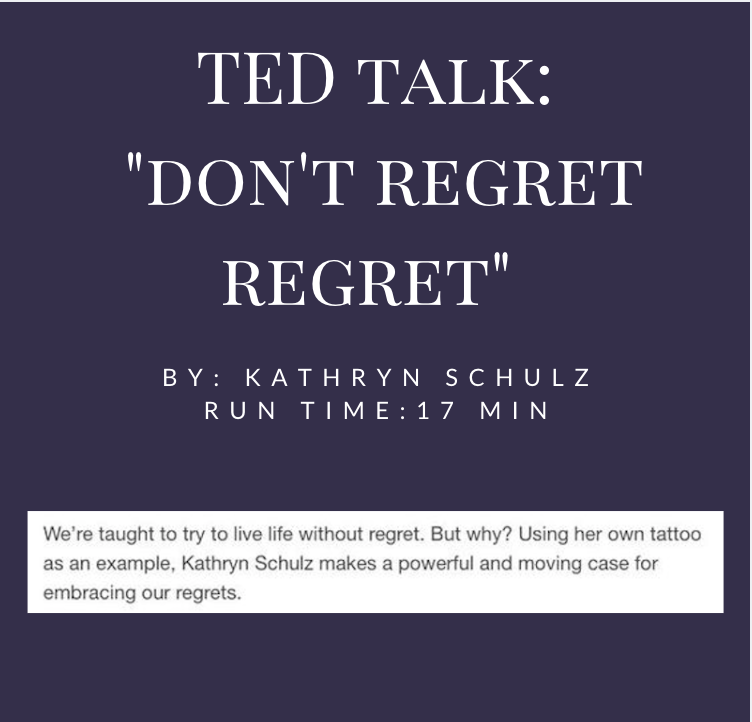 TED TALK:
"DON'T REGRET
REGRET"
BY: KATHRYN SCHULZ
RUN TIME:17 MIN
We're taught to try to live life without regret. But why? Using her own tattoo
as an example, Kathryn Schulz makes a powerful and moving case for
embracing our regrets.